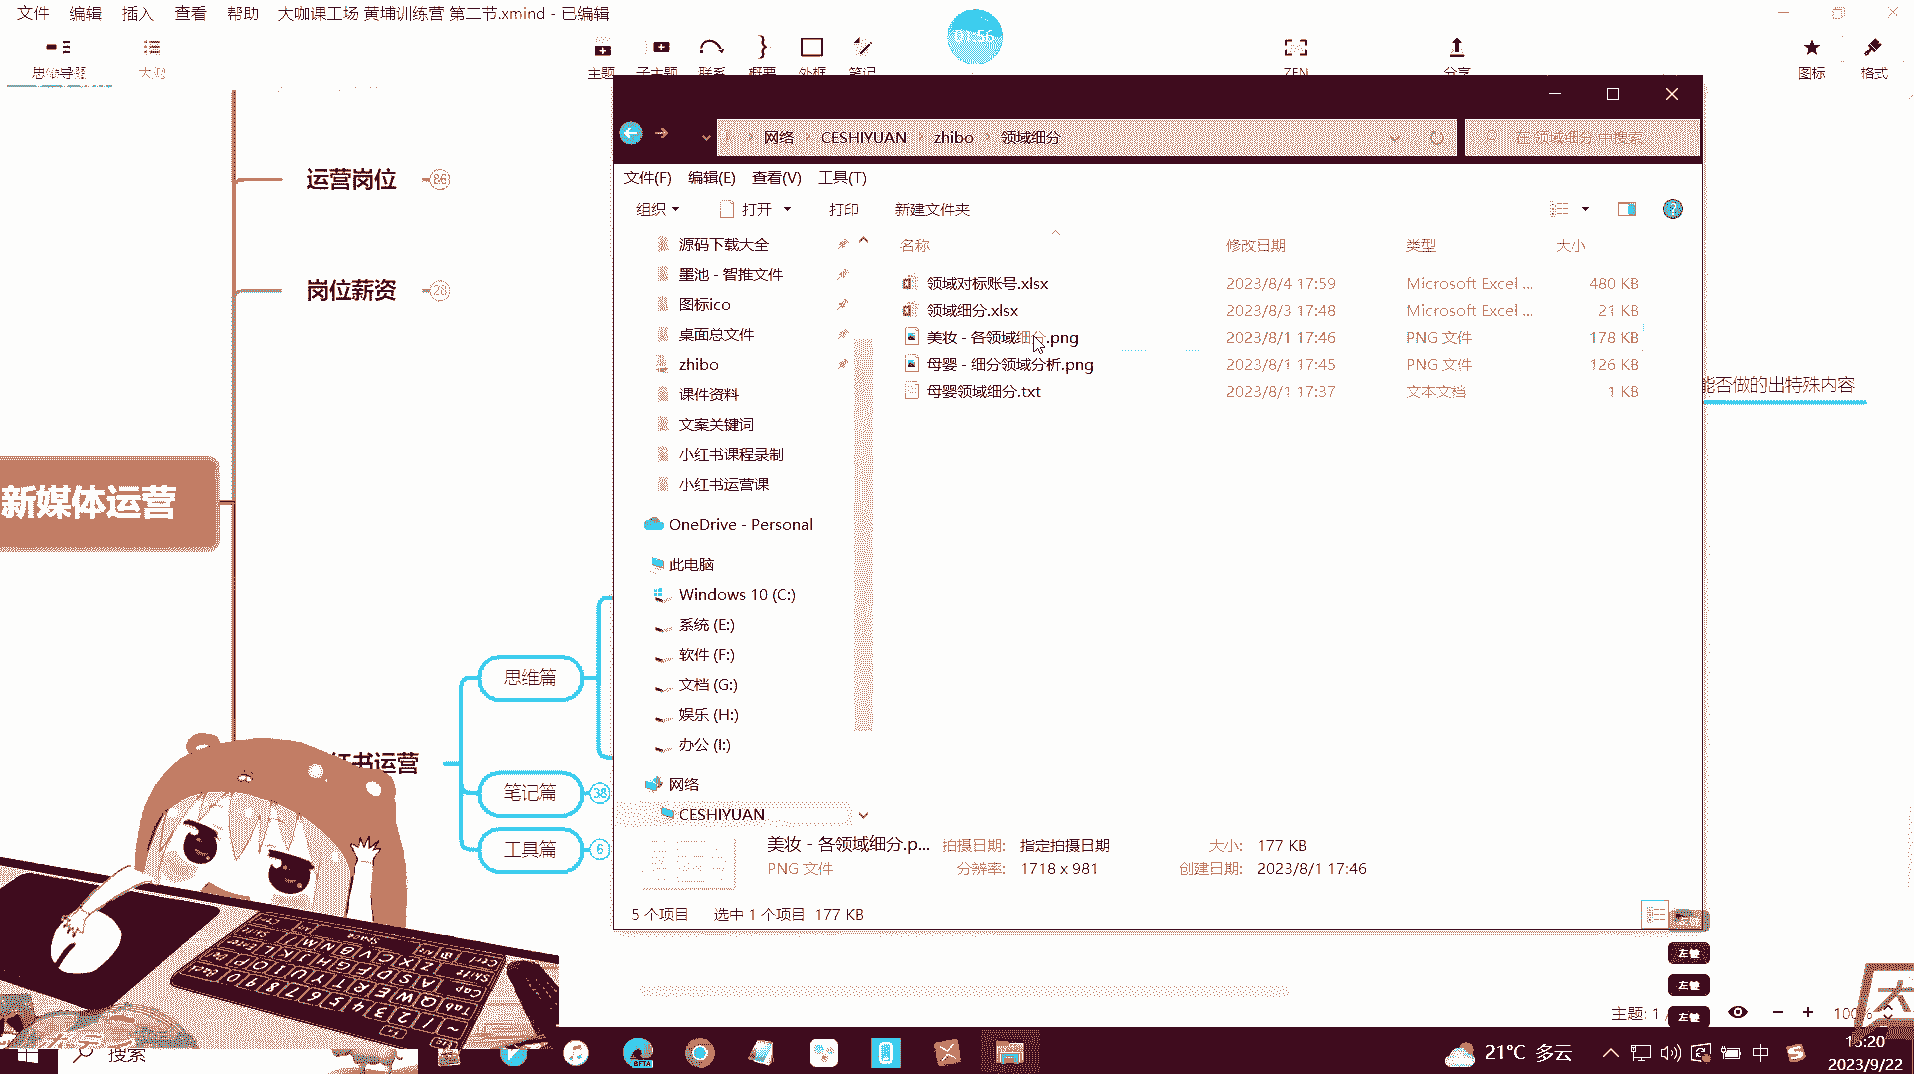 文件 编辑 插入 查看 帮助 大咖课工场 黄埔训练营 第二节.xmind - 已编辑
01:56
思维导图 大纲 主题 子主题 联系 概要 外框 笔记 ZEN 分享 图标 格式
网络 CESHIYUAN zhibo 领域细分
在 领域细分 中搜索
文件(F) 编辑(E) 查看(V) 工具(T)
组织 打开 打印 新建文件夹
名称 修改日期 类型 大小
领域对标账号.xlsx 2023/8/4 17:59 Microsoft Excel ... 480 KB
领域细分.xlsx 2023/8/3 17:48 Microsoft Excel ... 21 KB
美妆 - 各领域细分.png 2023/8/1 17:46 PNG 文件 178 KB
母婴 - 细分领域分析.png 2023/8/1 17:45 PNG 文件 126 KB
母婴领域细分.txt 2023/8/1 17:37 文本文档 1 KB
源码下载大全
墨池 - 智推文件
图标ico
桌面总文件
zhibo
课件资料
文案关键词
小红书课程录制
小红书运营课
OneDrive - Personal
此电脑
Windows 10 (C:)
系统 (E:)
软件 (F:)
文档 (G:)
娱乐 (H:)
办公 (I:)
网络
CESHIYUAN
美妆 - 各领域细分.p... 拍摄日期: 指定拍摄日期 大小: 177 KB
PNG 文件 分辨率: 1718 x 981 创建日期: 2023/8/1 17:46
5 个项目 选中 1 个项目 177 KB
运营岗位 86
岗位薪资 28
新媒体运营
能否做的出特殊内容
思维篇
红书运营
笔记篇 38
工具篇 6
左键
左键
左键
左键
主题: 1 / 100%
搜索
BETA
21°C 多云
中
15:20
2023/9/22